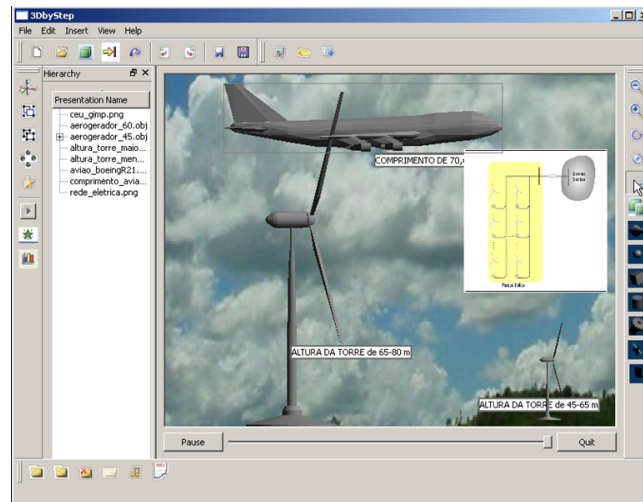 3DbyStep
File Edit Insert View Help
Hierarchy
Presentation Name
ceu_gimp.png
aerogerador_60.obj
aerogerador_45.obj
altura_torre_maio...
altura_torre_men...
aviao_boeingR21....
comprimento_avia...
rede_eletrica.png
COMPRIMENTO DE 70,
Parque Eólico
ALTURA DA TORRE de 65-80 m
ALTURA DA TORRE de 45-65 m
Pause
Quit